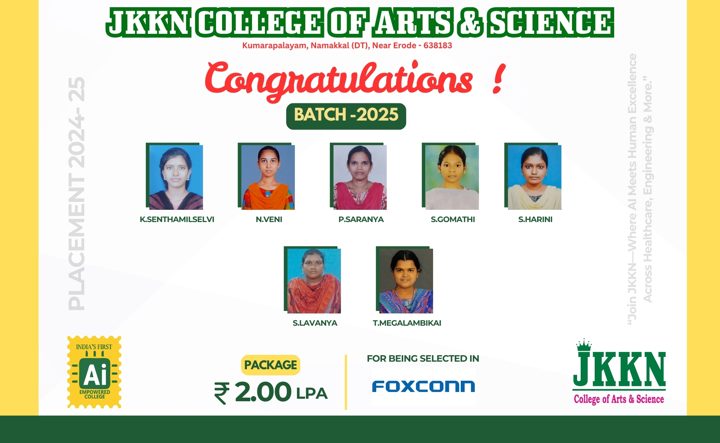 JKKN COLLEGE OF ARTS & SCIENCE
Kumarapalayam, Namakkal (DT), Near Erode - 638183
Congratulations !
BATCH -2025
PLACEMENT 2024- 25
"Join JKKN—Where AI Meets Human Excellence
Across Healthcare, Engineering & More."
K.SENTHAMILSELVI
N.VENI
P.SARANYA
S.GOMATHI
S.HARINI
S.LAVANYA
T.MEGALAMBIKAI
INDIA'S FIRST
Ai
EMPOWERED
COLLEGE
PACKAGE
₹ 2.00 LPA
FOR BEING SELECTED IN
FOXCONN
JKKN
College of Arts & Science